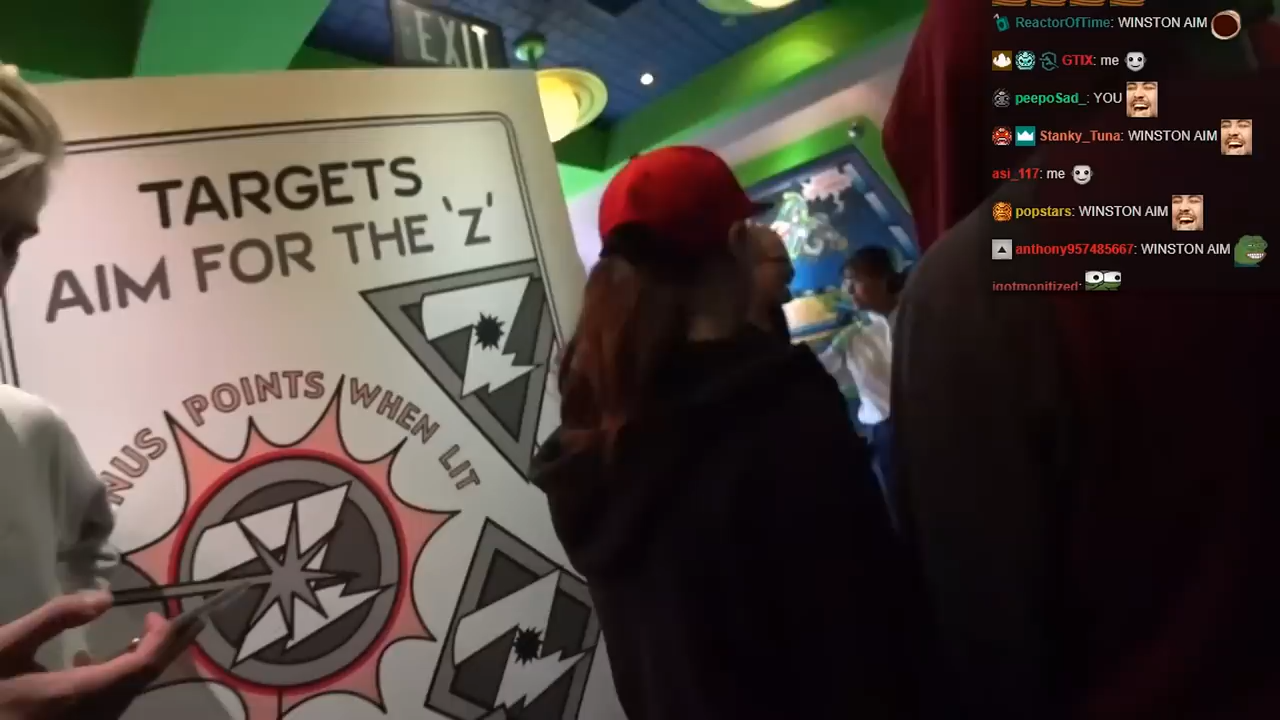 EXIT
TARGETS
AIM FOR THE 'Z'
NUS POINTS WHEN LIT
ReactorOfTime: WINSTON AIM
GTIX: me
peepoSad_: YOU
Stanky_Tuna: WINSTON AIM
asi_117: me
popstars: WINSTON AIM
anthony957485667: WINSTON AIM
igotmonitized: